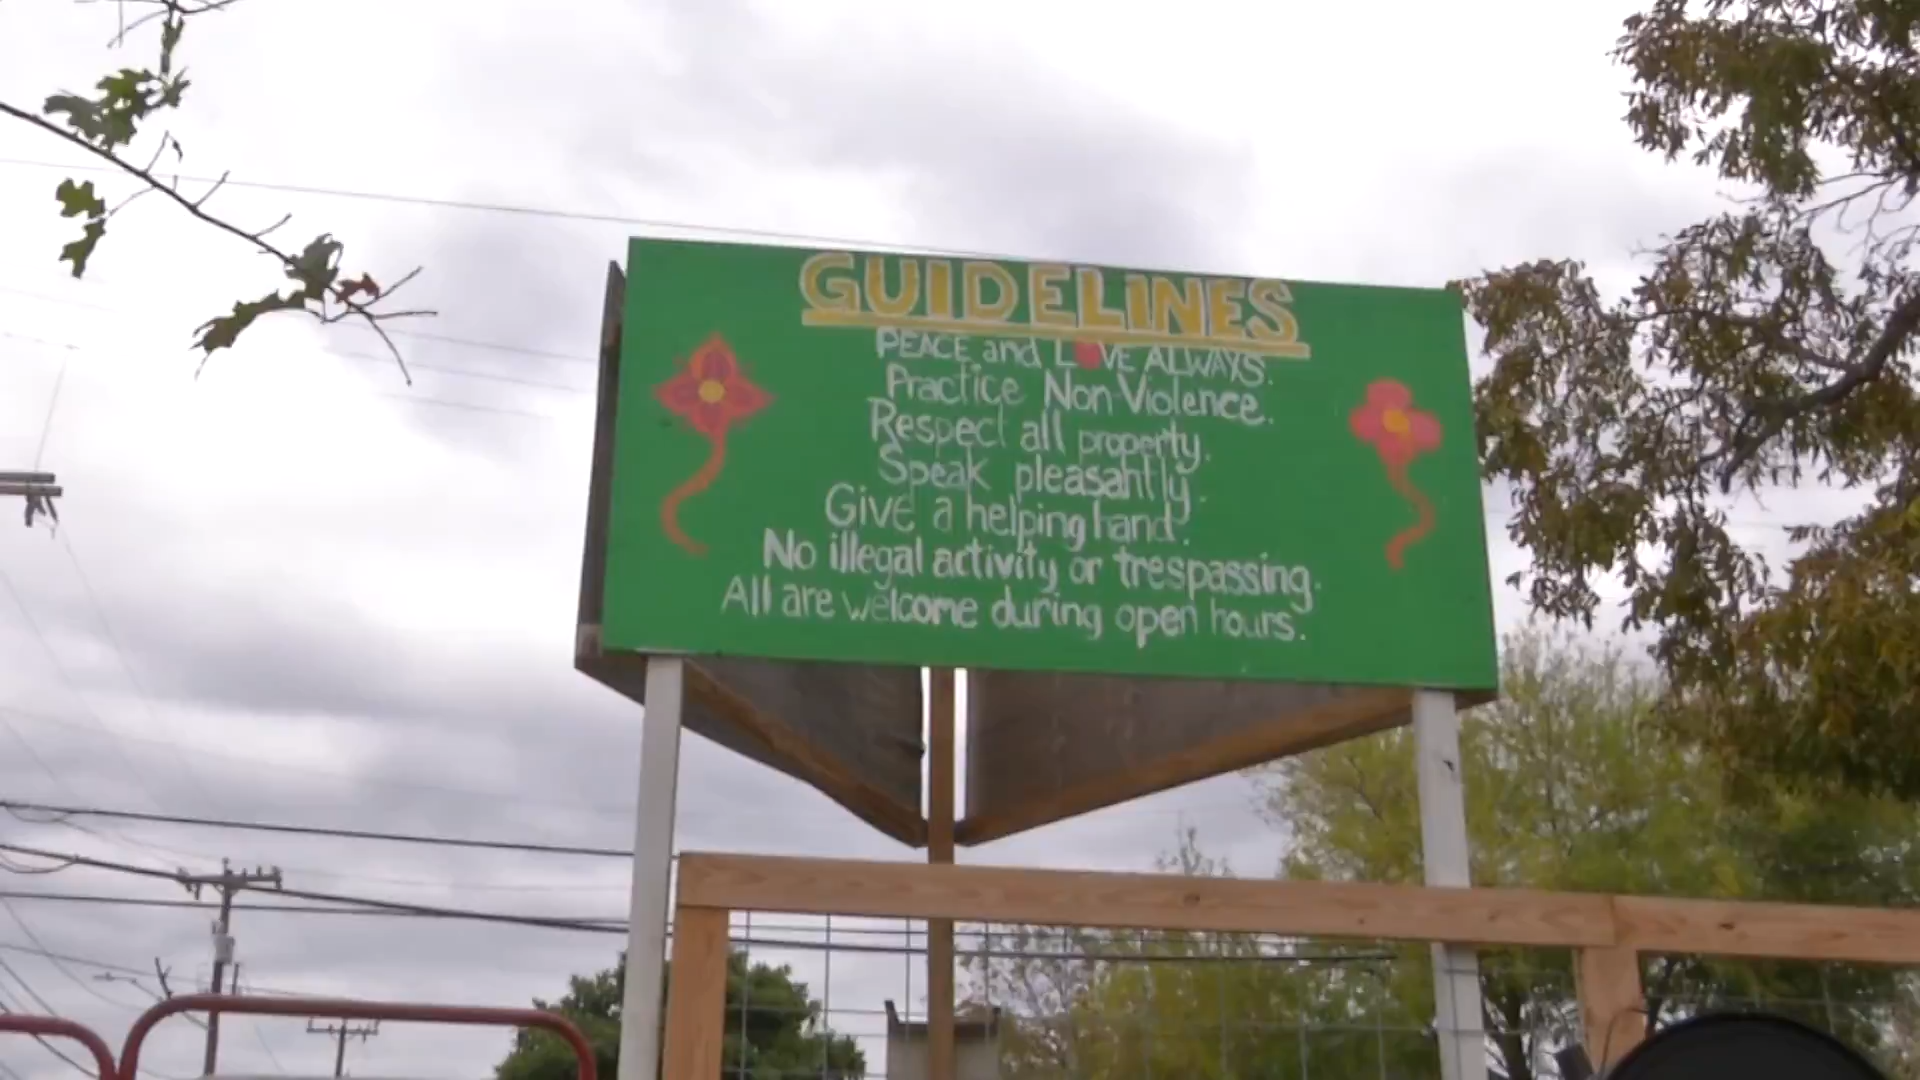 GUIDELINES
PEACE and LOVE ALWAYS.
Practice Non Violence.
Respect all property.
Speak pleasantly.
Give a helping hand.
No illegal activity or trespassing.
All are welcome during open hours.